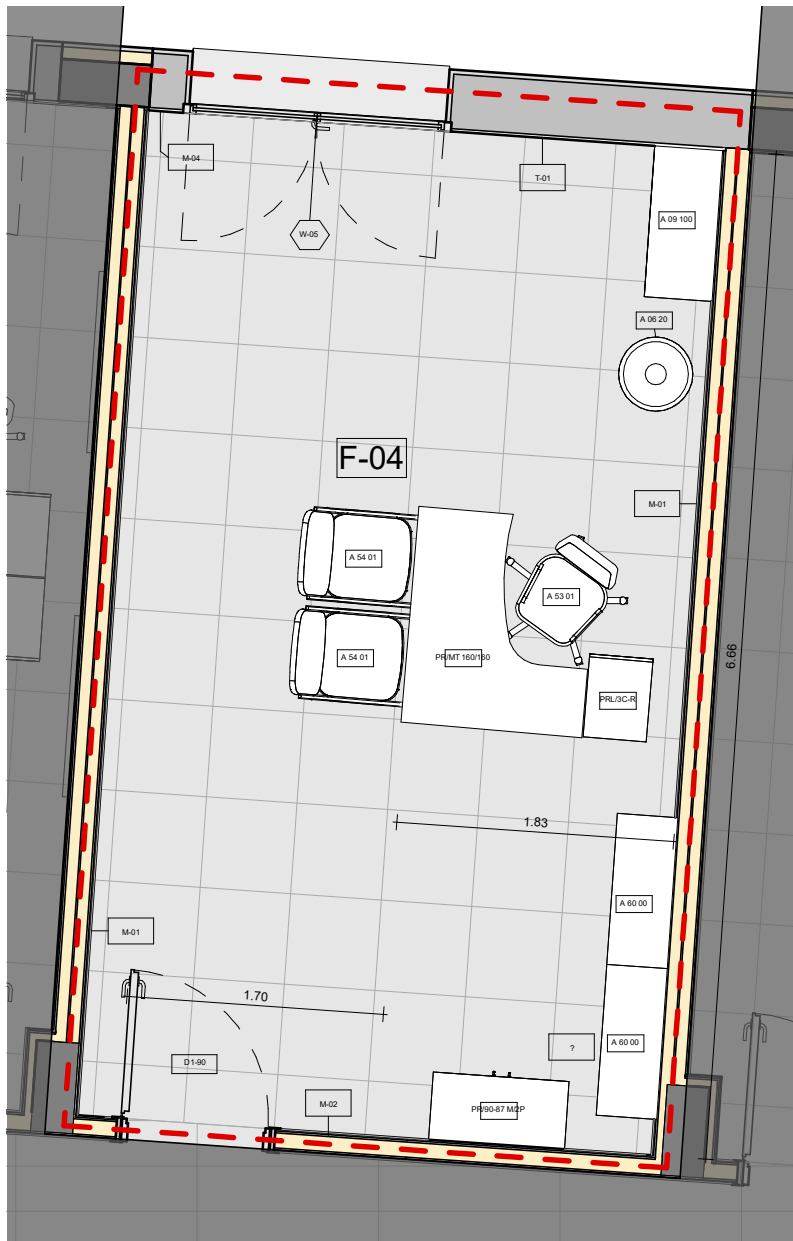 M-04
T-01
A 09 100
W-05
A 06 20
F-04
M-01
A 54 01
A 53 01
A 54 01
PR/MT 160/160
6.66
PRL/3C-R
1.83
A 60 00
M-01
1.70
A 60 00
?
D1-90
M-02
PR/90-87 M/2P